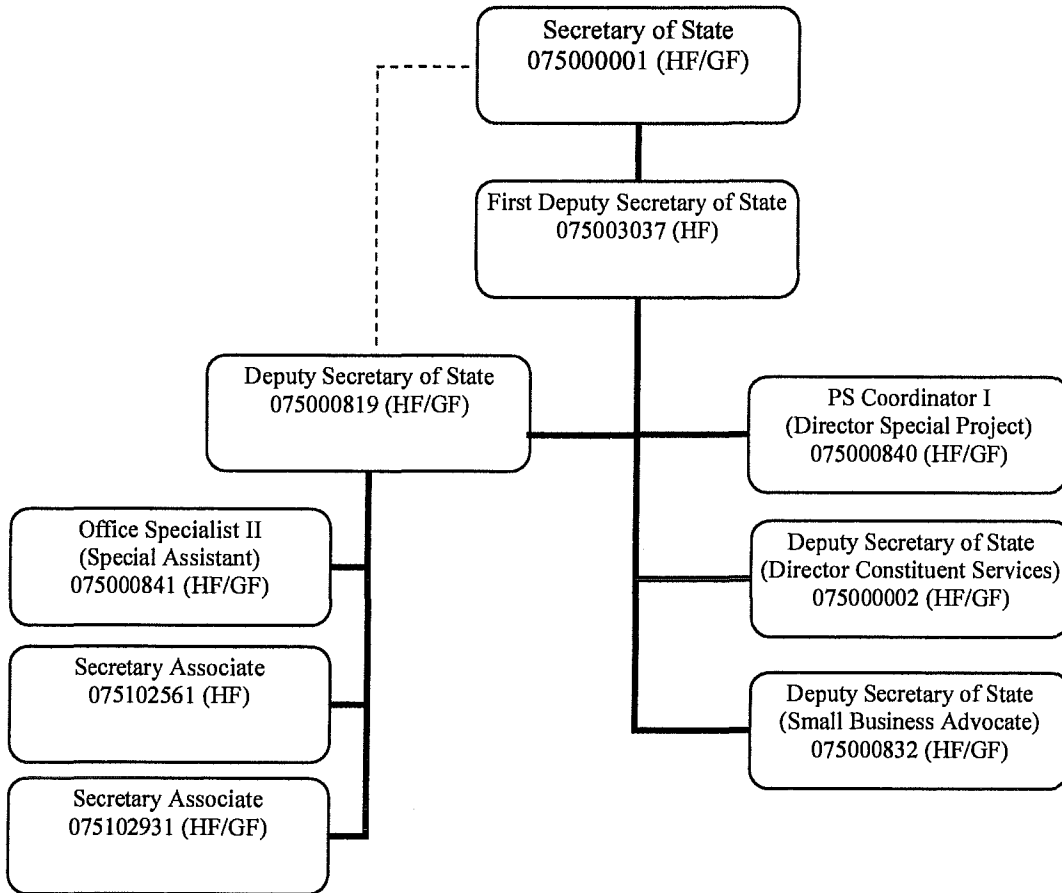 Secretary of State
075000001 (HF/GF)
First Deputy Secretary of State
075003037 (HF)
Deputy Secretary of State
075000819 (HF/GF)
PS Coordinator I
(Director Special Project)
075000840 (HF/GF)
Office Specialist II
(Special Assistant)
075000841 (HF/GF)
Deputy Secretary of State
(Director Constituent Services)
075000002 (HF/GF)
Secretary Associate
075102561 (HF)
Deputy Secretary of State
(Small Business Advocate)
075000832 (HF/GF)
Secretary Associate
075102931 (HF/GF)